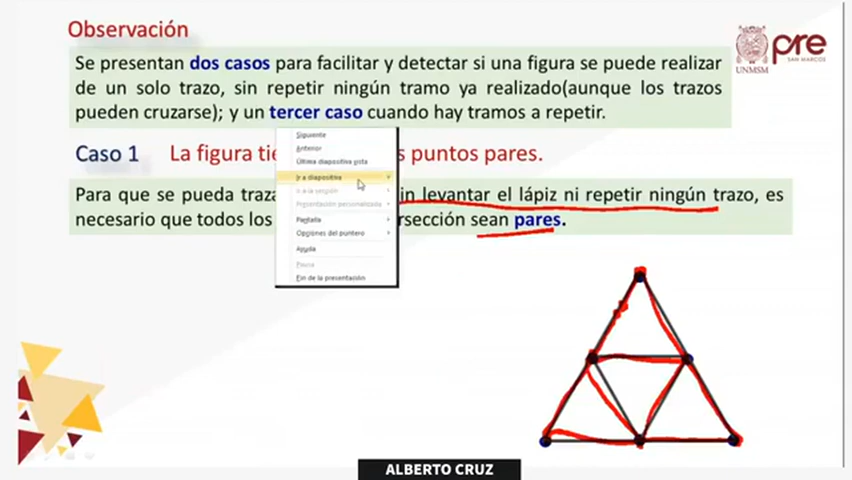 Observación
Se presentan dos casos para facilitar y detectar si una figura se puede realizar
de un solo trazo, sin repetir ningún tramo ya realizado(aunque los trazos
pueden cruzarse); y un tercer caso cuando hay tramos a repetir.
pre
SAN MARCOS
UNMSM
Caso 1 La figura tie s puntos pares.
Para que se pueda traza in levantar el lápiz ni repetir ningún trazo, es
necesario que todos los rsección sean pares.
Siguiente
Anterior
Última diapositiva vista
Ir a diapositiva
Ir a la sección
Presentación personalizada
Pantalla
Opciones del puntero
Ayuda
Pausa
Fin de la presentación
ALBERTO CRUZ